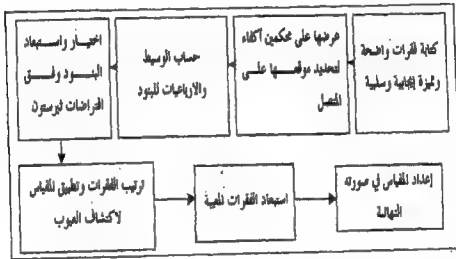 كتابة فقرات واضحة
ومميزة إيجابية وسلبية
عرضها على محكمين أكفاء
لتحديد موقعها على
المتصل
حساب الوسيط
والارباعيات للبنود
اختيار واستبعاد
البنود وفق
افتراضات ثيرستون
ترتيب الفقرات وتطبيق المقياس
لاكتشاف العيوب
استبعاد الفقرات المعيبة
إعداد المقياس في صورته
النهائية